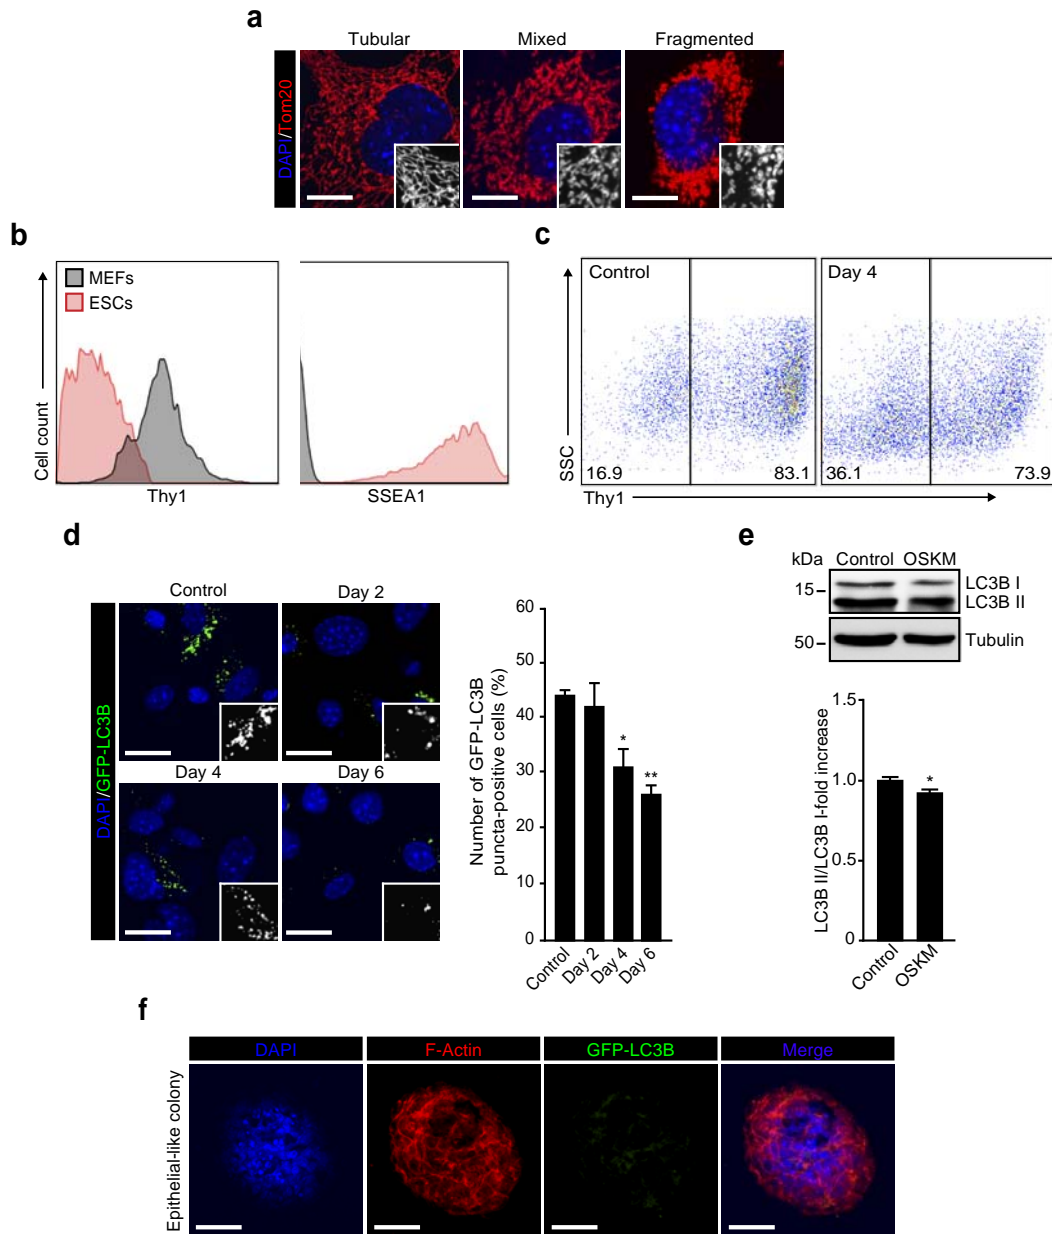 a
Tubular
Mixed
Fragmented
DAPI/Tom20
b
MEFs
ESCs
Cell count
Thy1
SSEA1
c
Control
Day 4
SSC
16.9
83.1
36.1
73.9
Thy1
d
Control
Day 2
Day 4
Day 6
DAPI/GFP-LC3B
Number of GFP-LC3B
puncta-positive cells (%)
60
50
40
30
20
10
0
*
**
Control
Day 2
Day 4
Day 6
e
kDa
Control
OSKM
15
LC3B I
LC3B II
50
Tubulin
LC3B II/LC3B I-fold increase
1.5
1.0
0.5
0
*
Control
OSKM
f
DAPI
F-Actin
GFP-LC3B
Merge
Epithelial-like colony